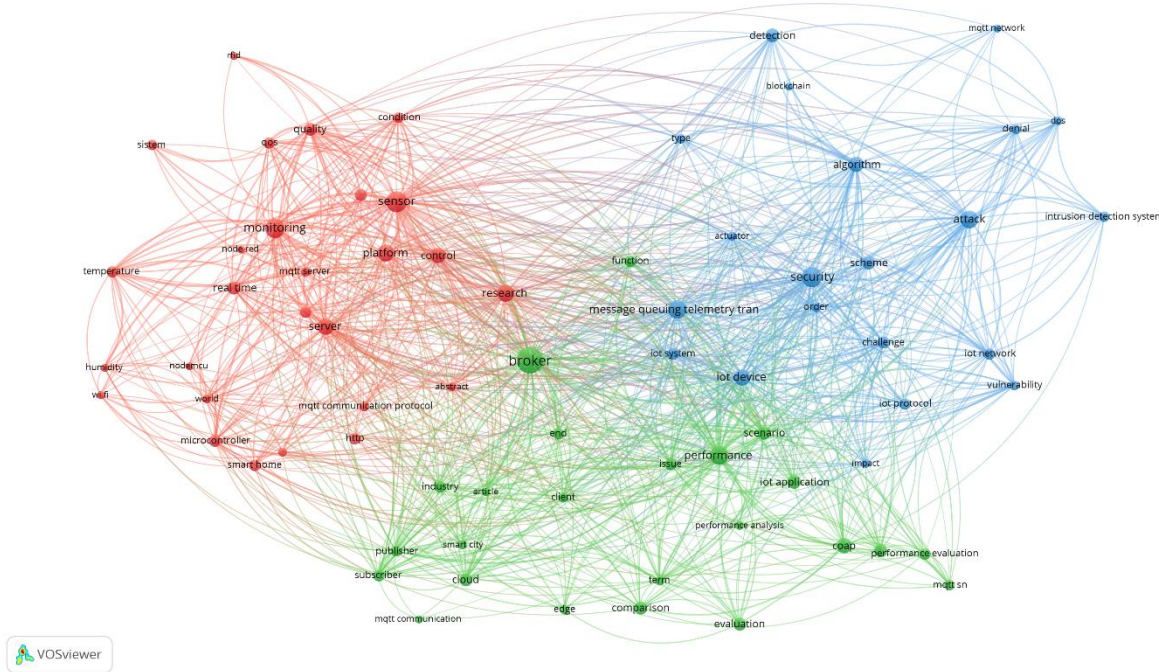 mqtt network
detection
rfid
blockchain
condition
dos
quality
denial
qos
type
sistem
algorithm
sensor
attack
intrusion detection system
monitoring
actuator
node red
platform
control
function
scheme
temperature
mqtt server
security
real time
research
order
message queuing telemetry tran
server
challenge
iot system
iot network
broker
humidity
nodemcu
iot device
abstract
vulnerability
wi fi
world
mqtt communication protocol
iot protocol
microcontroller
http
end
scenario
performance
smart home
issue
impact
industry
article
client
iot application
performance analysis
publisher
smart city
coap
performance evaluation
subscriber
cloud
term
mqtt sn
edge
comparison
mqtt communication
evaluation
VOSviewer